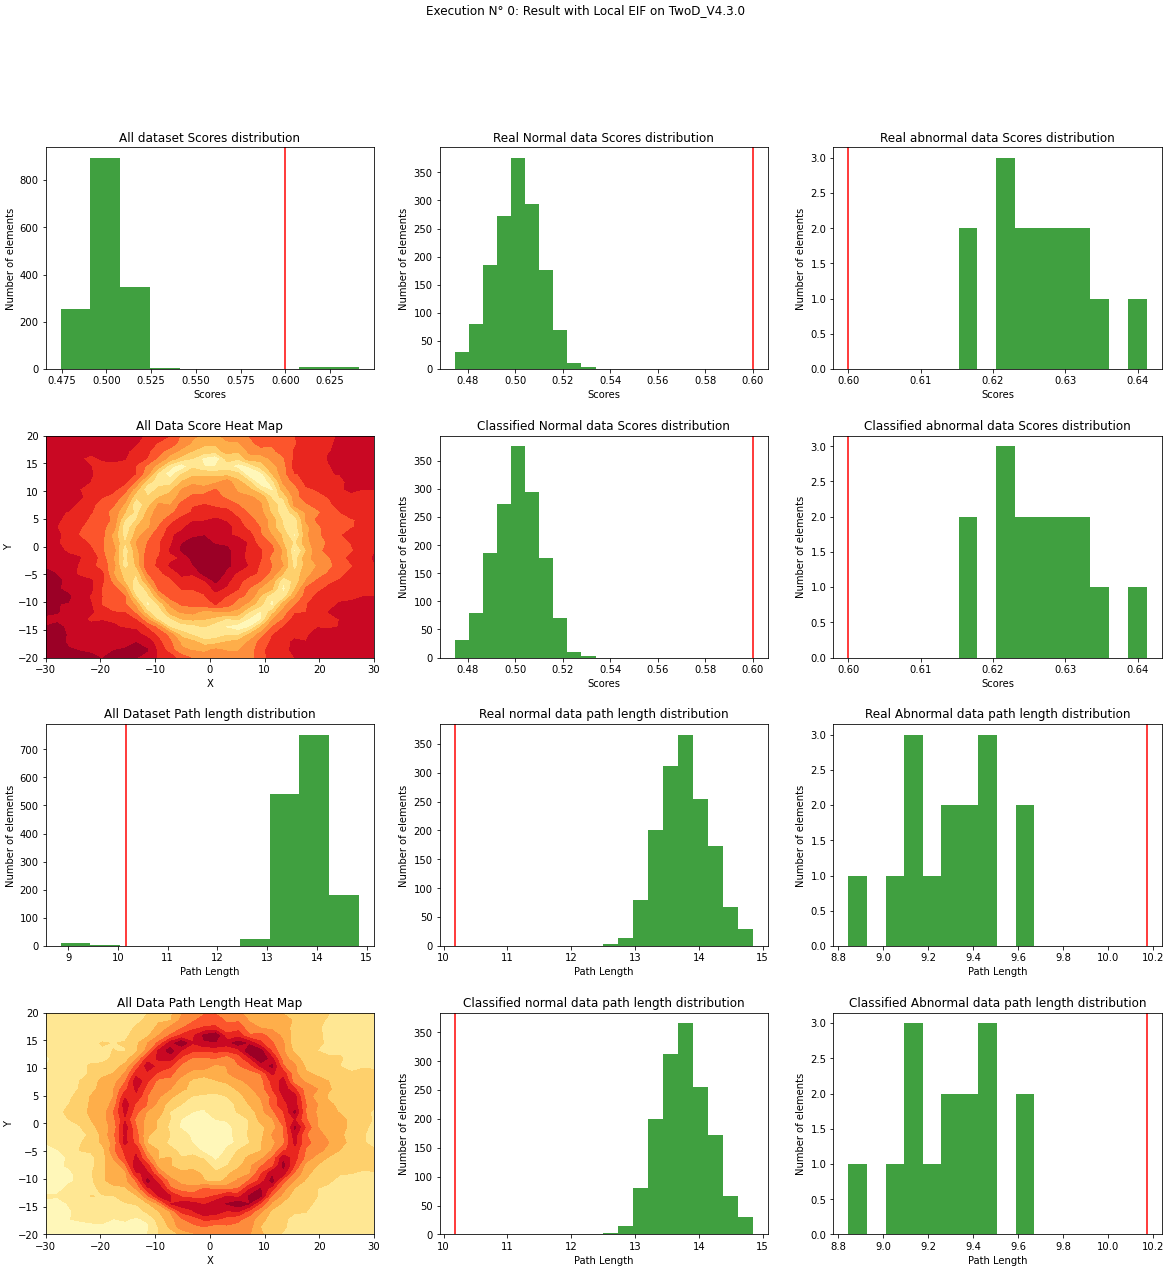 Execution N° 0: Result with Local EIF on TwoD_V4.3.0
All dataset Scores distribution
Number of elements
800
600
400
200
0
0.475 0.500 0.525 0.550 0.575 0.600 0.625
Scores
Real Normal data Scores distribution
Number of elements
350
300
250
200
150
100
50
0
0.48 0.50 0.52 0.54 0.56 0.58 0.60
Scores
Real abnormal data Scores distribution
Number of elements
3.0
2.5
2.0
1.5
1.0
0.5
0.0
0.60 0.61 0.62 0.63 0.64
Scores
All Data Score Heat Map
Y
20
15
10
5
0
−5
−10
−15
−20
−30 −20 −10 0 10 20 30
X
Classified Normal data Scores distribution
Number of elements
350
300
250
200
150
100
50
0
0.48 0.50 0.52 0.54 0.56 0.58 0.60
Scores
Classified abnormal data Scores distribution
Number of elements
3.0
2.5
2.0
1.5
1.0
0.5
0.0
0.60 0.61 0.62 0.63 0.64
Scores
All Dataset Path length distribution
Number of elements
700
600
500
400
300
200
100
0
9 10 11 12 13 14 15
Path Length
Real normal data path length distribution
Number of elements
350
300
250
200
150
100
50
0
10 11 12 13 14 15
Path Length
Real Abnormal data path length distribution
Number of elements
3.0
2.5
2.0
1.5
1.0
0.5
0.0
8.8 9.0 9.2 9.4 9.6 9.8 10.0 10.2
Path Length
All Data Path Length Heat Map
Y
20
15
10
5
0
−5
−10
−15
−20
−30 −20 −10 0 10 20 30
X
Classified normal data path length distribution
Number of elements
350
300
250
200
150
100
50
0
10 11 12 13 14 15
Path Length
Classified Abnormal data path length distribution
Number of elements
3.0
2.5
2.0
1.5
1.0
0.5
0.0
8.8 9.0 9.2 9.4 9.6 9.8 10.0 10.2
Path Length